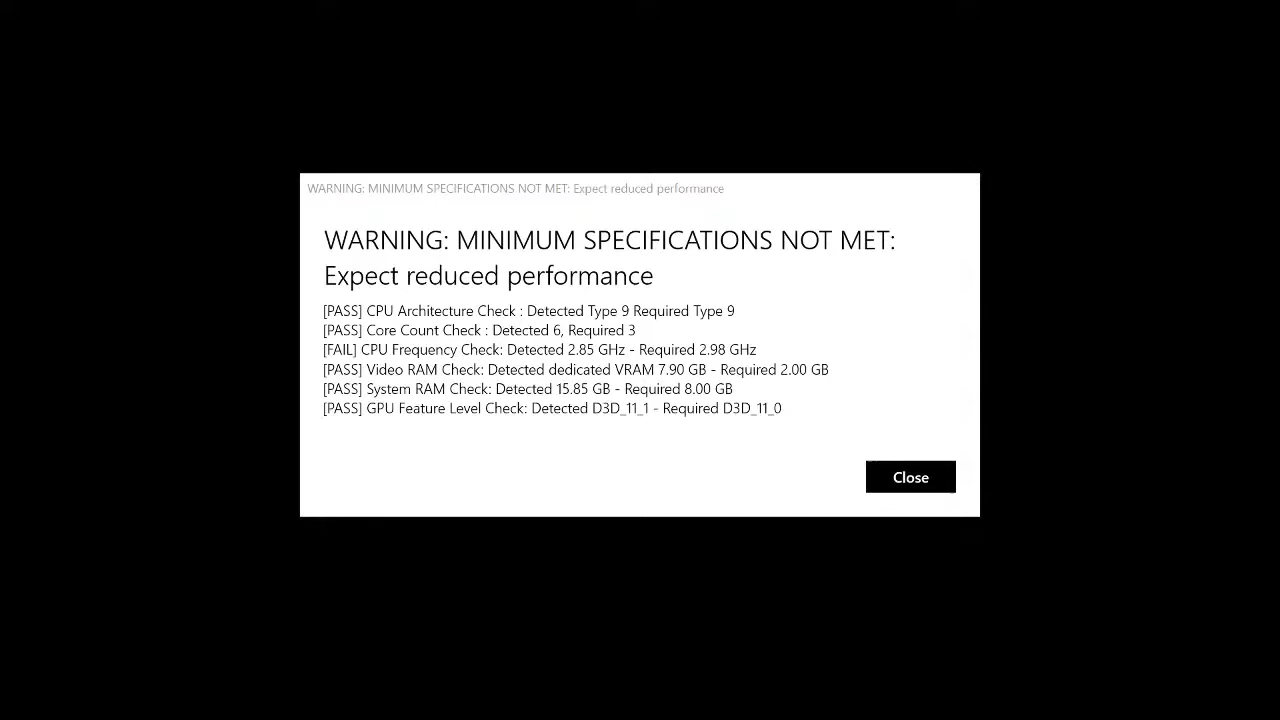 WARNING: MINIMUM SPECIFICATIONS NOT MET: Expect reduced performance
WARNING: MINIMUM SPECIFICATIONS NOT MET:
Expect reduced performance
[PASS] CPU Architecture Check : Detected Type 9 Required Type 9
[PASS] Core Count Check : Detected 6, Required 3
[FAIL] CPU Frequency Check: Detected 2.85 GHz - Required 2.98 GHz
[PASS] Video RAM Check: Detected dedicated VRAM 7.90 GB - Required 2.00 GB
[PASS] System RAM Check: Detected 15.85 GB - Required 8.00 GB
[PASS] GPU Feature Level Check: Detected D3D_11_1 - Required D3D_11_0
Close